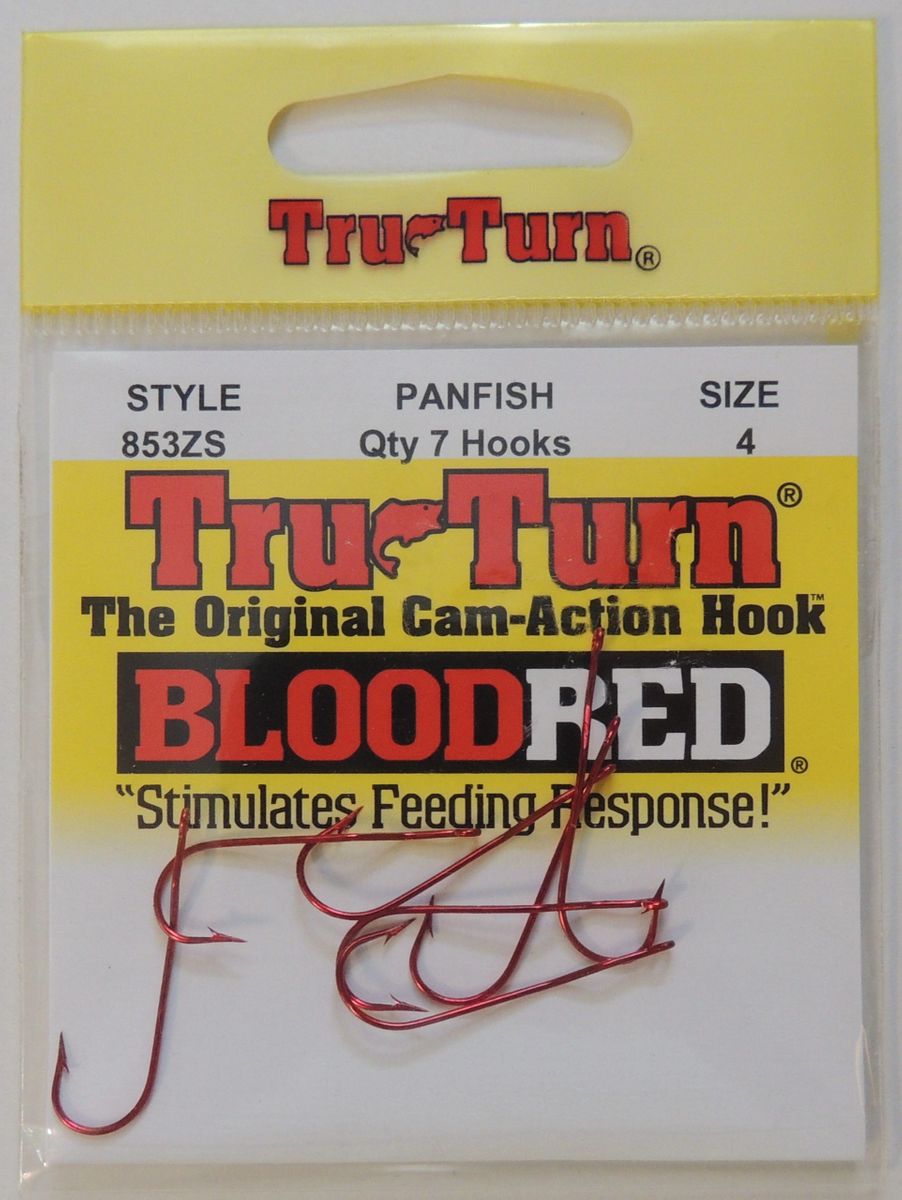 Tru Turn®
STYLE PANFISH SIZE
853ZS Qty 7 Hooks 4
Tru Turn®
The Original Cam-Action Hook™
BLOODRED®
“Stimulates Feeding Response!”